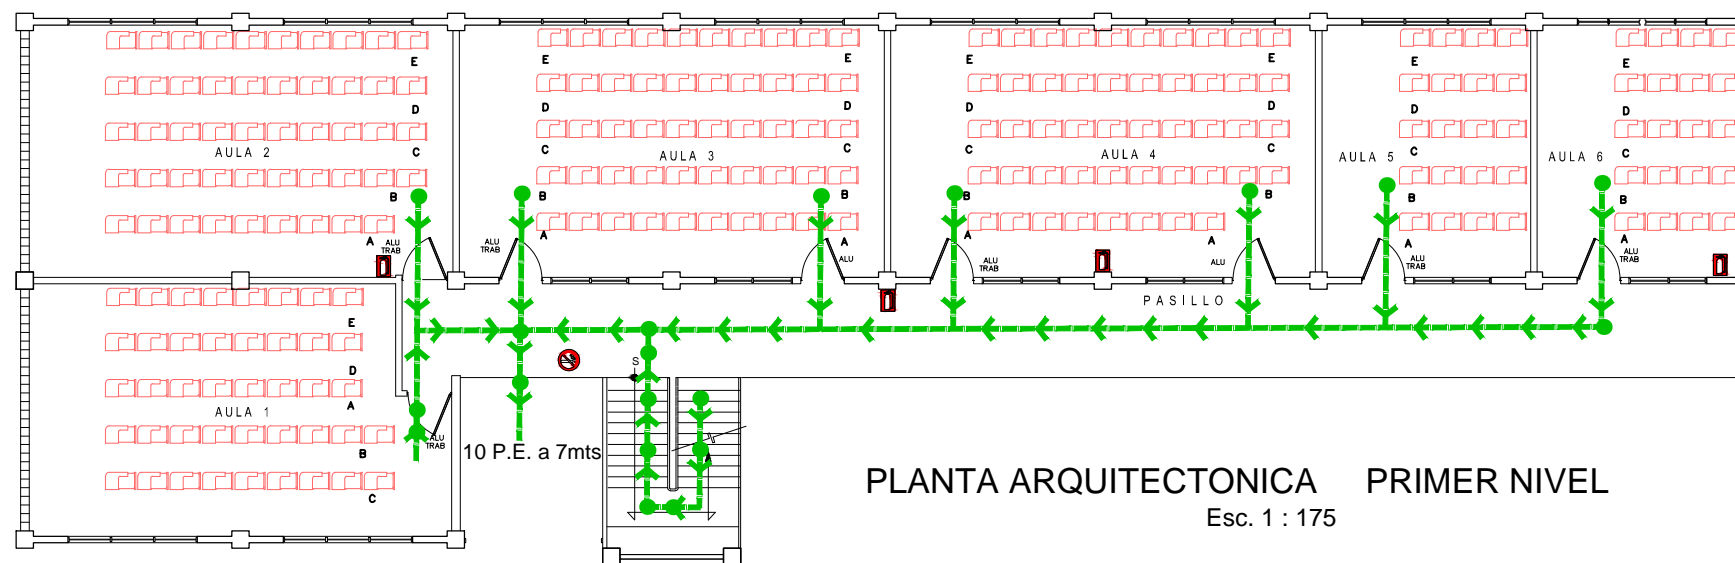 E E E E E E E
D D D D D D D
AULA 2 C C AULA 3 C C AULA 4 C AULA 5 C AULA 6 C
B B B B B B B
A A A A A A A
ALU TRAB
ALU TRAB
ALU
ALU TRAB
ALU
ALU TRAB
ALU TRAB
PASILLO
E
S
D
A
AULA 1
ALU TRAB
B
10 P.E. a 7mts
A
C
PLANTA ARQUITECTONICA PRIMER NIVEL
Esc. 1 : 175